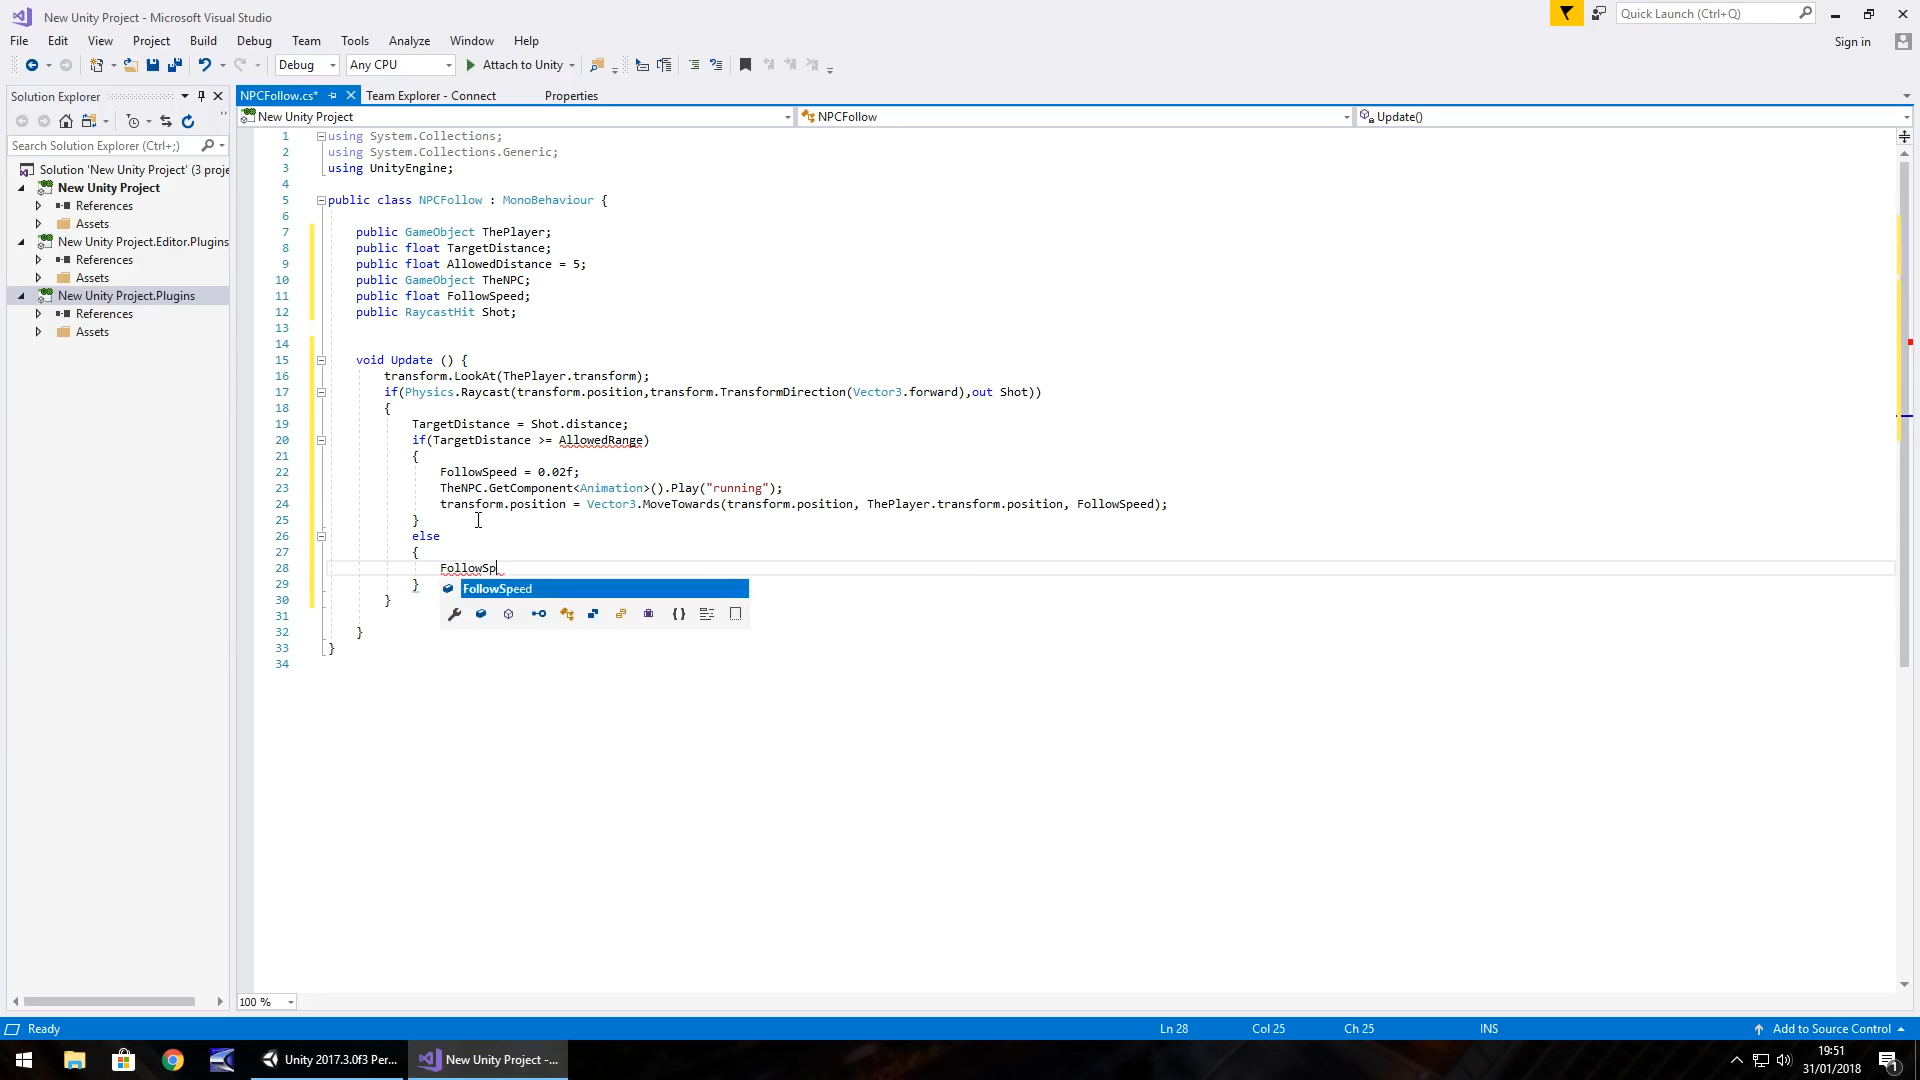 New Unity Project - Microsoft Visual Studio
Quick Launch (Ctrl+Q)
File Edit View Project Build Debug Team Tools Analyze Window Help
Sign in
Debug Any CPU Attach to Unity
Solution Explorer
NPCFollow.cs* Team Explorer - Connect Properties
New Unity Project NPCFollow Update()
Search Solution Explorer (Ctrl+;)
Solution 'New Unity Project' (3 proje
New Unity Project
References
Assets
New Unity Project.Editor.Plugins
References
Assets
New Unity Project.Plugins
References
Assets
1 using System.Collections;
2 using System.Collections.Generic;
3 using UnityEngine;
4
5 public class NPCFollow : MonoBehaviour {
6
7 public GameObject ThePlayer;
8 public float TargetDistance;
9 public float AllowedDistance = 5;
10 public GameObject TheNPC;
11 public float FollowSpeed;
12 public RaycastHit Shot;
13
14
15 void Update () {
16 transform.LookAt(ThePlayer.transform);
17 if(Physics.Raycast(transform.position,transform.TransformDirection(Vector3.forward),out Shot))
18 {
19 TargetDistance = Shot.distance;
20 if(TargetDistance >= AllowedRange)
21 {
22 FollowSpeed = 0.02f;
23 TheNPC.GetComponent<Animation>().Play("running");
24 transform.position = Vector3.MoveTowards(transform.position, ThePlayer.transform.position, FollowSpeed);
25 }
26 else
27 {
28 FollowSp
FollowSpeed
29 }
30 }
31
32 }
33 }
34
100 %
Ready Ln 28 Col 25 Ch 25 INS Add to Source Control
Unity 2017.3.0f3 Per... New Unity Project -...
19:51
31/01/2018
1